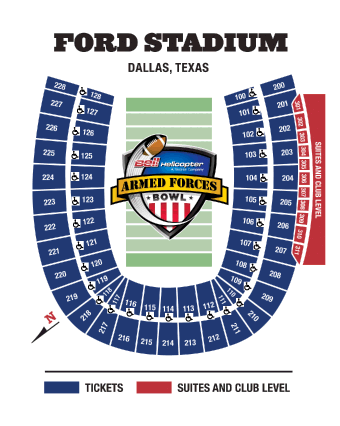 FORD STADIUM
DALLAS, TEXAS
228 128 100 200
227 127 101 201 301
226 126 102 202 302
225 125 103 203
224 124 104 204
223 123 105 205
222 122 106 206
221 121 107 207
220 120 108 208
219 119 109 209
218 118 110 210
217 117 111 211
116 115 114 113 112
216 215 214 213 212
310
311
SUITES AND CLUB LEVEL
Bell Helicopter
A Textron Company
ARMED FORCES
BOWL
N
TICKETS
SUITES AND CLUB LEVEL